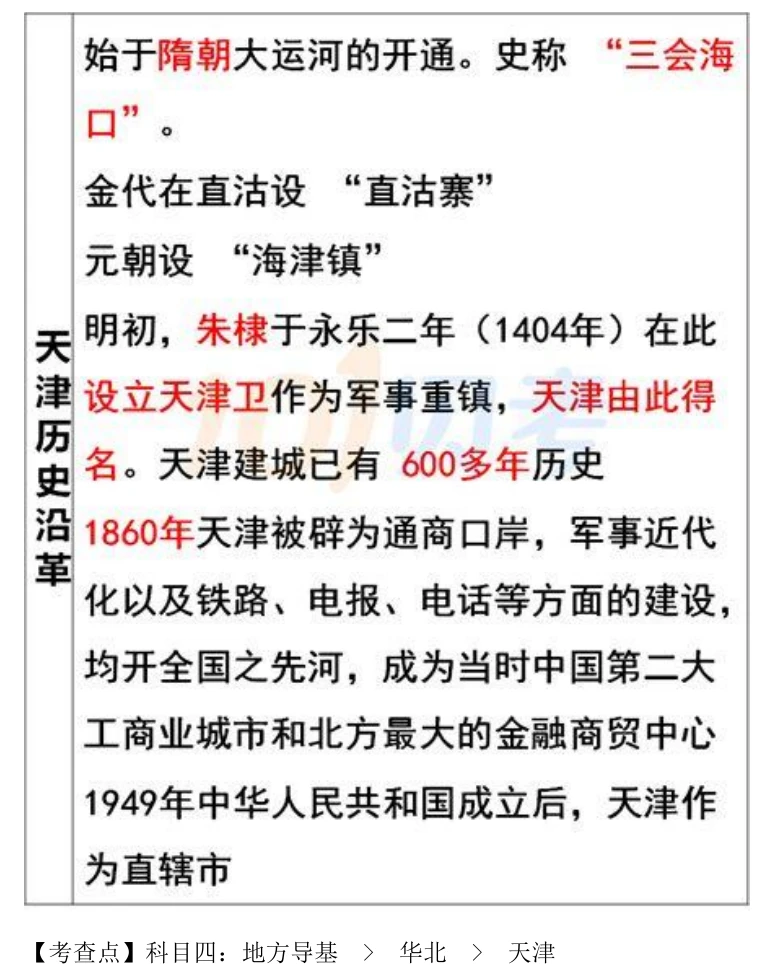 天津历史沿革
始于隋朝大运河的开通。史称 “三会海
口”。
金代在直沽设 “直沽寨”
元朝设 “海津镇”
明初，朱棣于永乐二年（1404年）在此
设立天津卫作为军事重镇，天津由此得
名。天津建城已有 600多年历史
1860年天津被辟为通商口岸，军事近代
化以及铁路、电报、电话等方面的建设，
均开全国之先河，成为当时中国第二大
工商业城市和北方最大的金融商贸中心
1949年中华人民共和国成立后，天津作
为直辖市
【考查点】科目四：地方导基 > 华北 > 天津